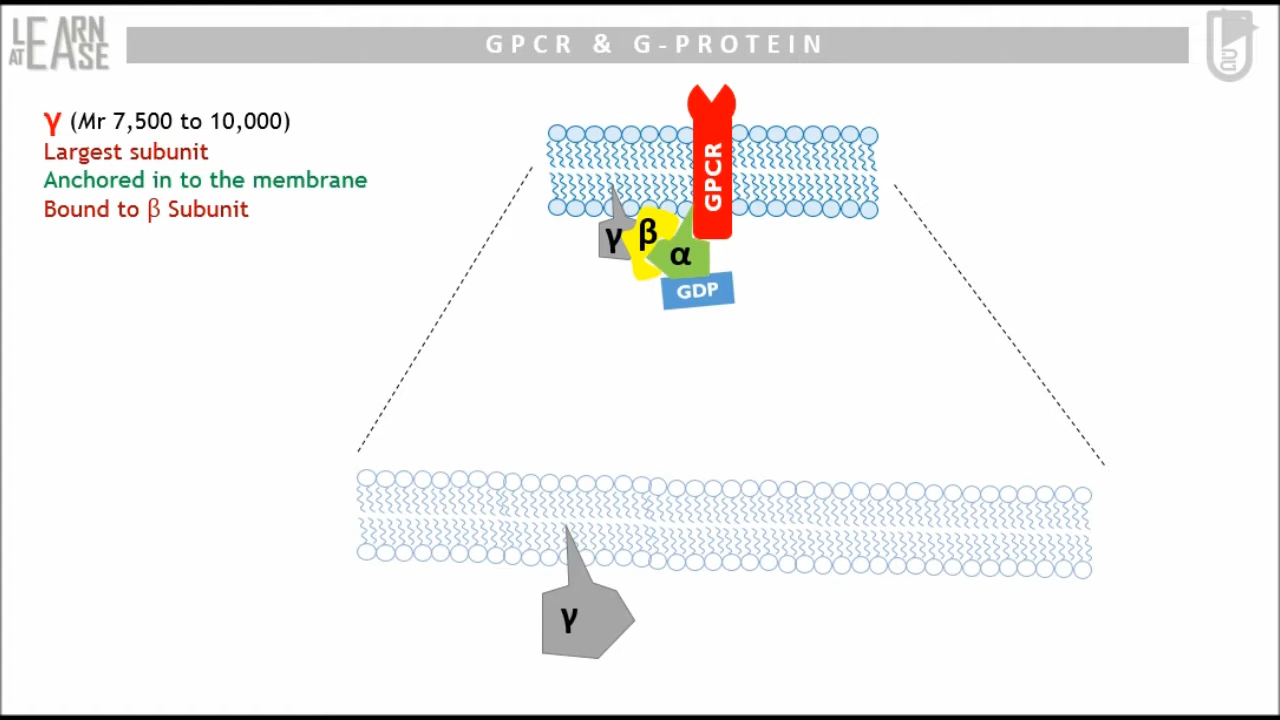 LEARN
AT EASE
GPCR & G-PROTEIN
γ (Mr 7,500 to 10,000)
Largest subunit
Anchored in to the membrane
Bound to β Subunit
GPCR
γ
β
α
GDP
γ